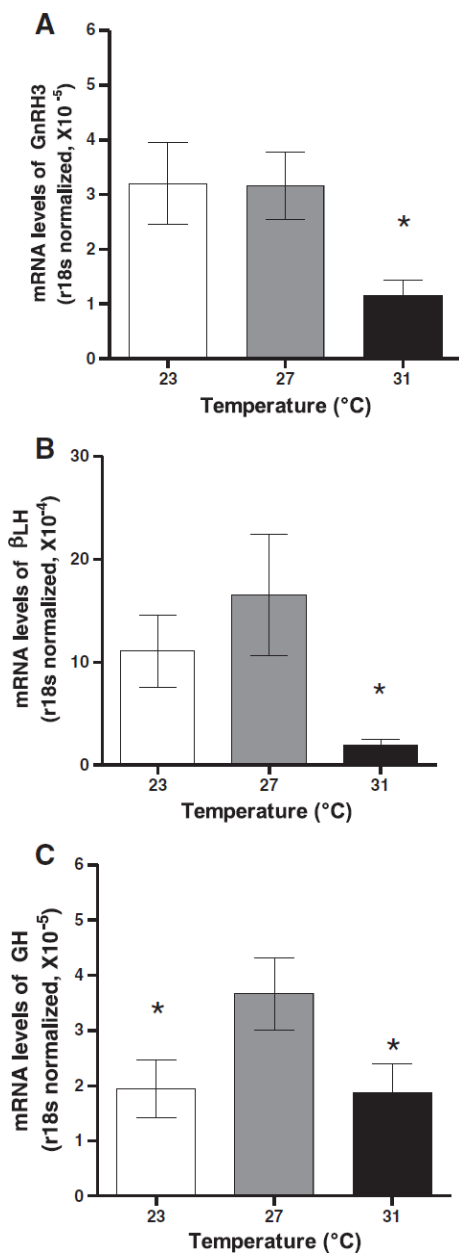 A
mRNA levels of GnRH3
(r18s normalized, X10⁻⁵)
6
5
4
3
2
1
0
*
23 27 31
Temperature (°C)
B
mRNA levels of βLH
(r18s normalized, X10⁻⁴)
30
20
10
0
*
23 27 31
Temperature (°C)
C
mRNA levels of GH
(r18s normalized, X10⁻⁵)
6
5
4
3
2
1
0
* *
23 27 31
Temperature (°C)